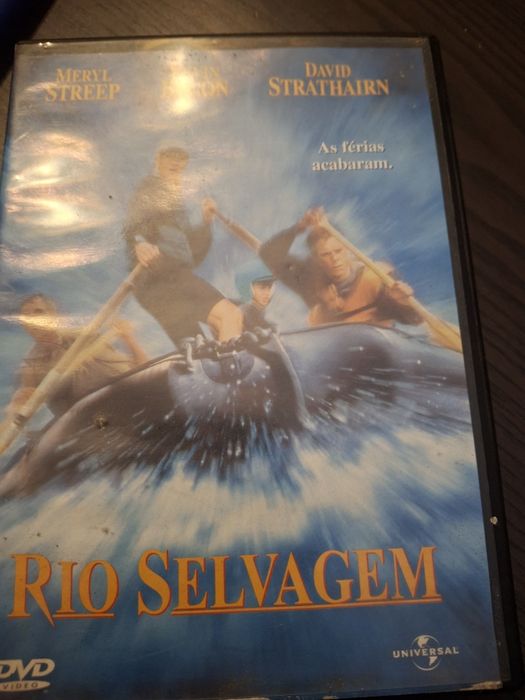 MERYL
STREEP
DAVID
STRATHAIRN
As férias
acabaram.
RIO SELVAGEM
DVD
VIDEO
UNIVERSAL